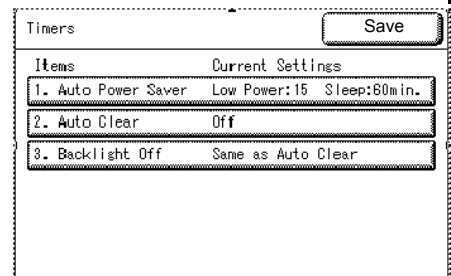 Timers Save
Items Current Settings
1. Auto Power Saver Low Power:15 Sleep:60min.
2. Auto Clear Off
3. Backlight Off Same as Auto Clear